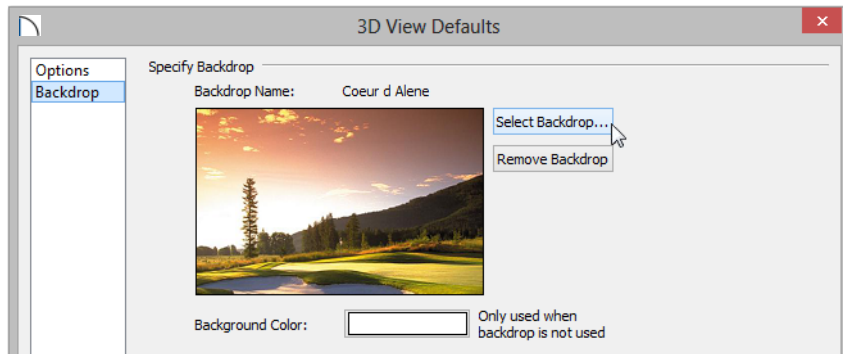 3D View Defaults
Options
Backdrop
Specify Backdrop
Backdrop Name: Coeur d Alene
Select Backdrop...
Remove Backdrop
Background Color:
Only used when
backdrop is not used